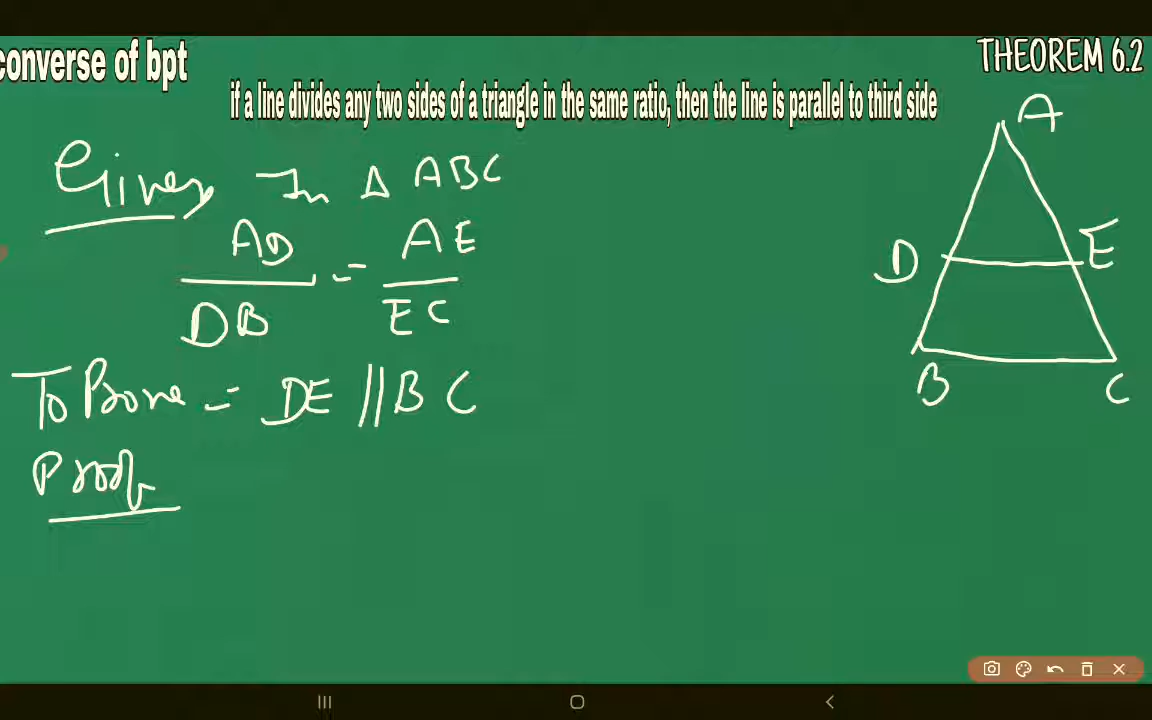 converse of bpt
THEOREM 6.2
if a line divides any two sides of a triangle in the same ratio, then the line is parallel to third side
Given In Δ ABC
AD/DB = AE/EC
To Prove = DE || BC
Proof
A
D E
B C